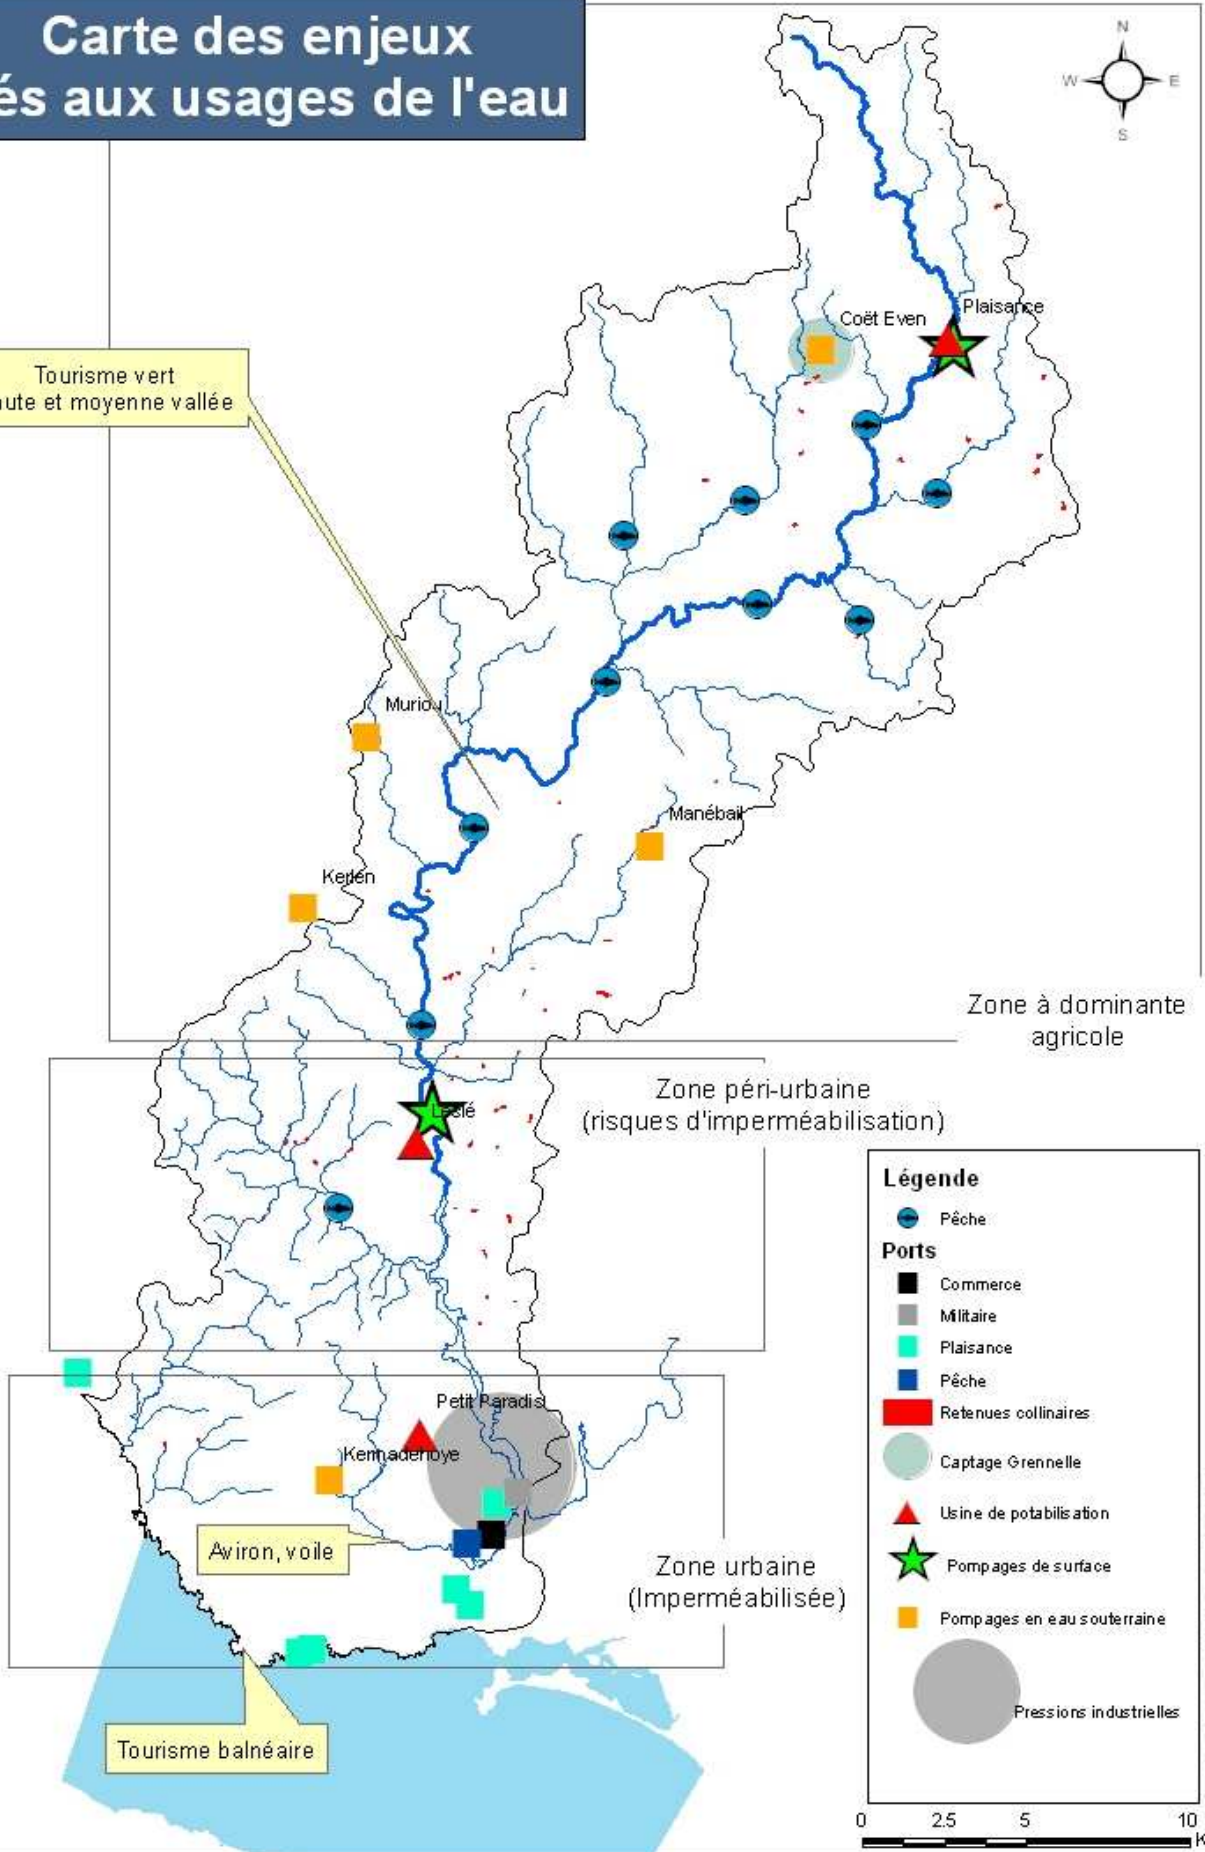 Carte des enjeux
és aux usages de l'eau
N
W
E
S
Plaisance
Coët Even
Tourisme vert
aute et moyenne vallée
Muriou
Manébail
Kerlén
Zone à dominante
agricole
Zone péri-urbaine
(risques d'imperméabilisation)
Petit Paradis
Aviron, voile
Zone urbaine
(Imperméabilisée)
Tourisme balnéaire
Légende
Pêche
Ports
Commerce
Militaire
Plaisance
Pêche
Retenues collinaires
Captage Grennelle
Usine de potabilisation
Pompages de surface
Pompages en eau souterraine
Pressions industrielles
0 2.5 5 10
K